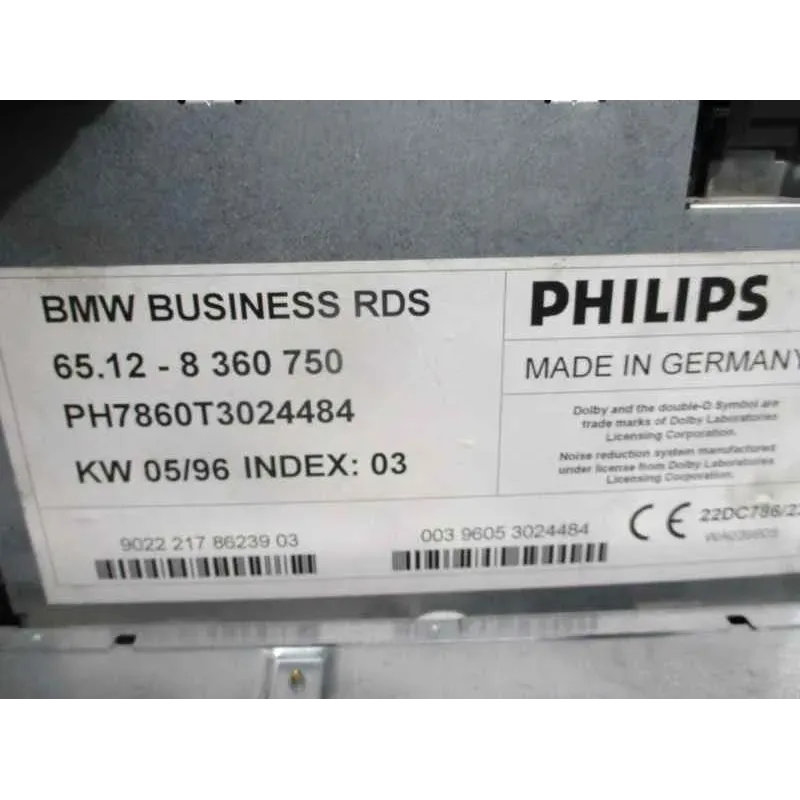 BMW BUSINESS RDS
65.12 - 8 360 750
PH7860T3024484
KW 05/96 INDEX: 03
9022 217 86239 03
003 9605 3024484
PHILIPS
MADE IN GERMANY
Dolby and the double-D Symbol are
trade marks of Dolby Laboratories
Licensing Corporation.
Noise reduction system manufactured
under license from Dolby Laboratories
Licensing Corporation.
CE 22DC786/